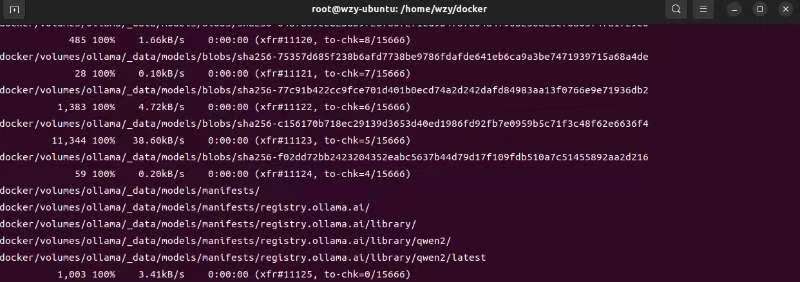 root@wzy-ubuntu: /home/wzy/docker
485 100% 1.66kB/s 0:00:00 (xfr#11120, to-chk=8/15666)
docker/volumes/ollama/_data/models/blobs/sha256-75357d685f238b6afd7738be9786fdafde641eb6ca9a3be7471939715a68a4de
28 100% 0.10kB/s 0:00:00 (xfr#11121, to-chk=7/15666)
docker/volumes/ollama/_data/models/blobs/sha256-77c91b422cc9fce701d401b0ecd74a2d242dafd84983aa13f0766e9e71936db2
1,383 100% 4.72kB/s 0:00:00 (xfr#11122, to-chk=6/15666)
docker/volumes/ollama/_data/models/blobs/sha256-c156170b718ec29139d3653d40ed1986fd92fb7e0959b5c71f3c48f62e6636f4
11,344 100% 38.60kB/s 0:00:00 (xfr#11123, to-chk=5/15666)
docker/volumes/ollama/_data/models/blobs/sha256-f02dd72bb2423204352eabc5637b44d79d17f109fdb510a7c51455892aa2d216
59 100% 0.20kB/s 0:00:00 (xfr#11124, to-chk=4/15666)
docker/volumes/ollama/_data/models/manifests/
docker/volumes/ollama/_data/models/manifests/registry.ollama.ai/
docker/volumes/ollama/_data/models/manifests/registry.ollama.ai/library/
docker/volumes/ollama/_data/models/manifests/registry.ollama.ai/library/qwen2/
docker/volumes/ollama/_data/models/manifests/registry.ollama.ai/library/qwen2/latest
1,003 100% 3.41kB/s 0:00:00 (xfr#11125, to-chk=0/15666)